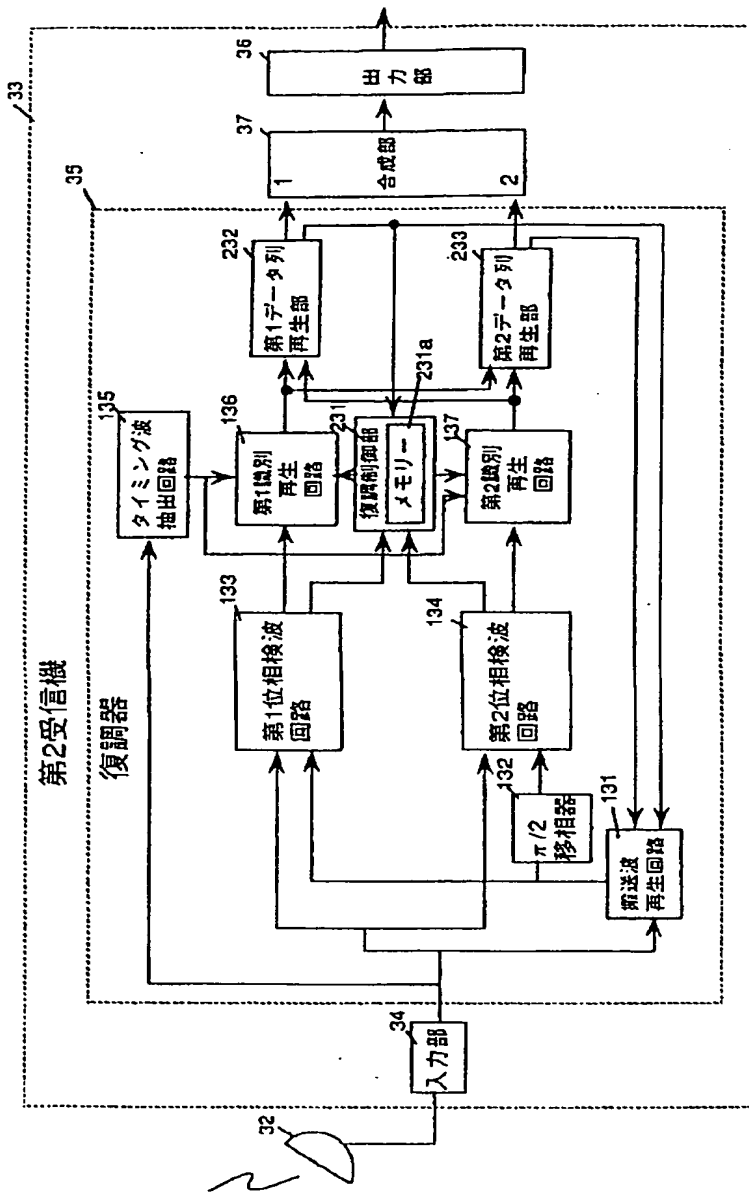 第2受信機
33
復調器
35
32
34
入力部
135
タイミング波
抽出回路
133
第1位相検波
回路
134
第2位相検波
回路
132
π/2
移相器
131
搬送波
再生回路
136
第1識別
再生
回路
231
復調制御部
231a
メモリー
137
第2識別
再生
回路
232
第1データ列
再生部
233
第2データ列
再生部
37
1
合成部
2
36
出力部